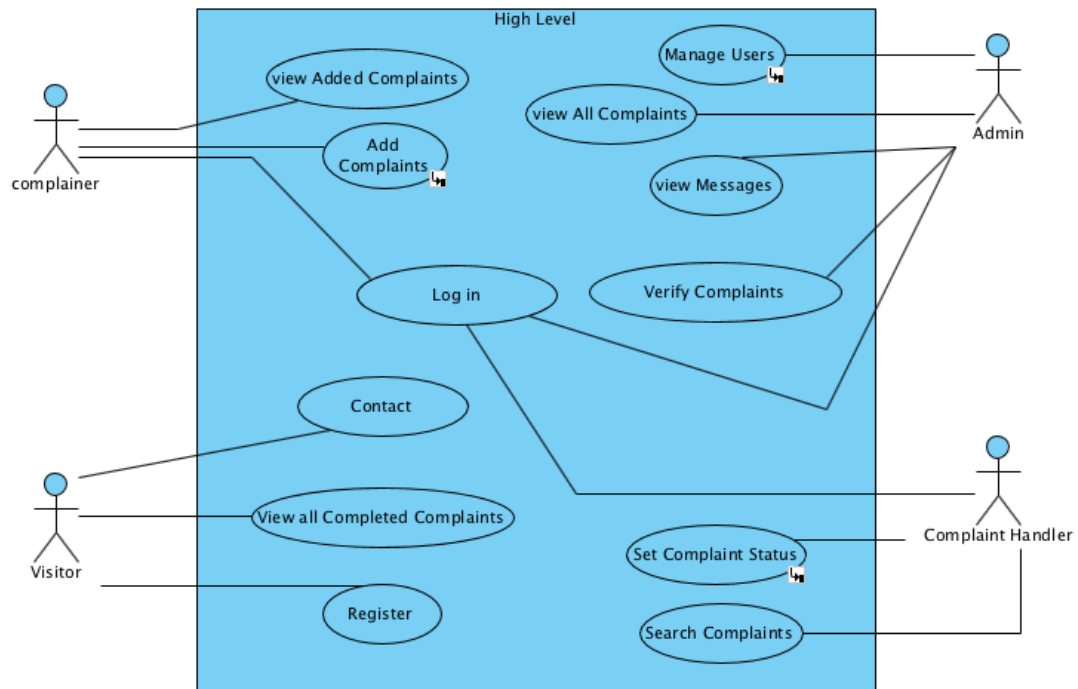 High Level
Manage Users
view Added Complaints
view All Complaints
Admin
Add
Complaints
complainer
view Messages
Log in
Verify Complaints
Contact
View all Completed Complaints
Complaint Handler
Set Complaint Status
Visitor
Register
Search Complaints